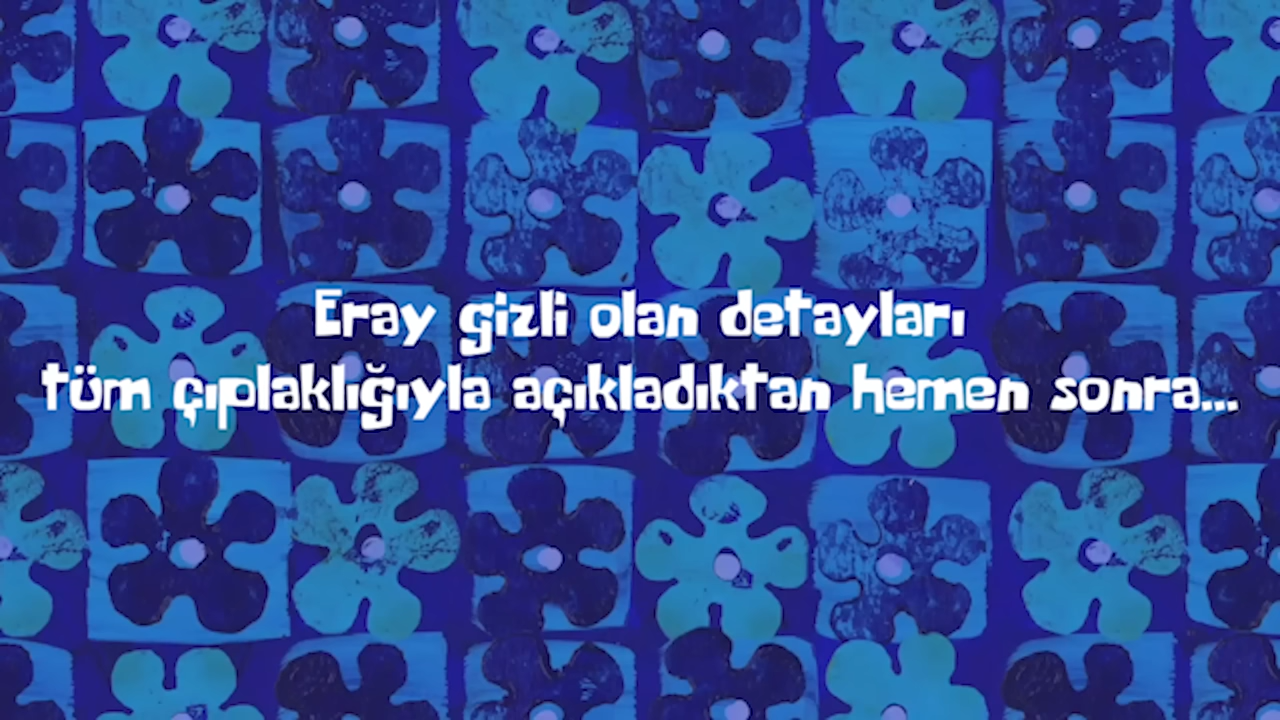 Eray gizli olan detayları
tüm çıplaklığıyla açıkladıktan hemen sonra...